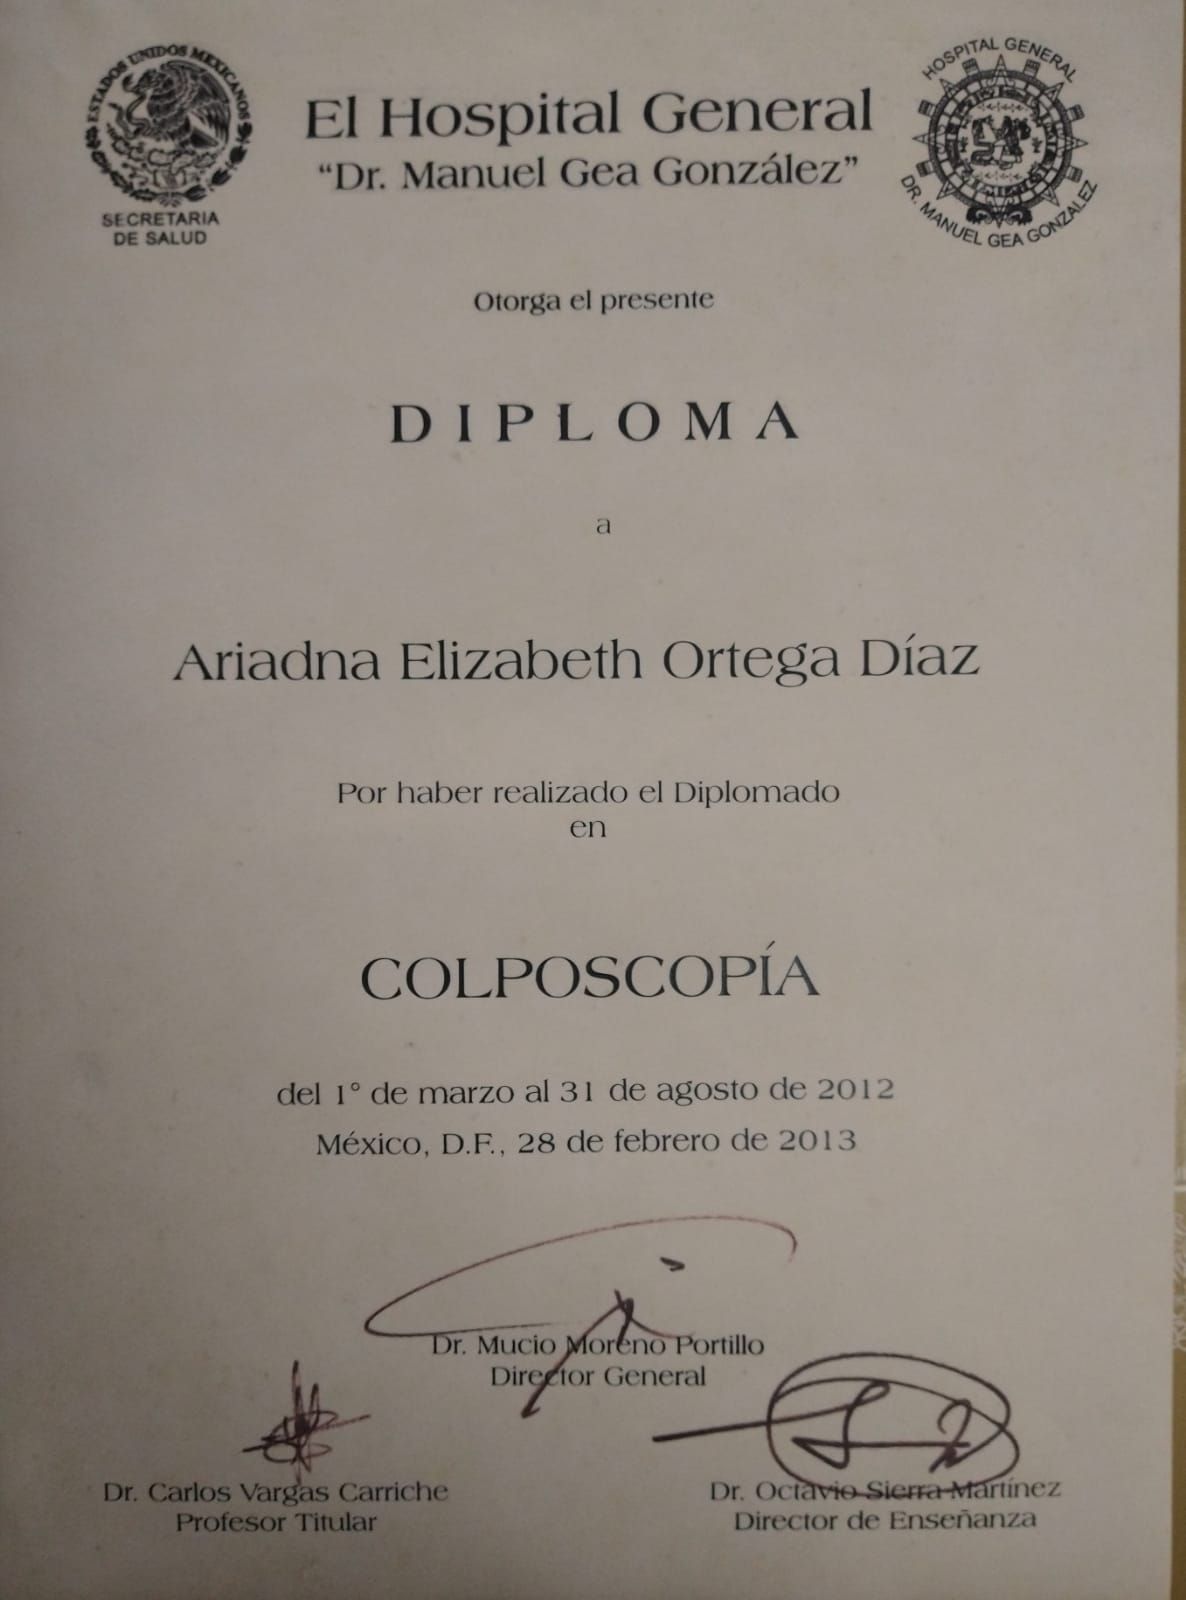 ESTADOS UNIDOS MEXICANOS
SECRETARIA
DE SALUD
El Hospital General
“Dr. Manuel Gea González”
HOSPITAL GENERAL
DR. MANUEL GEA GONZALEZ
Otorga el presente
DIPLOMA
a
Ariadna Elizabeth Ortega Díaz
Por haber realizado el Diplomado
en
COLPOSCOPÍA
del 1° de marzo al 31 de agosto de 2012
México, D.F., 28 de febrero de 2013
Dr. Mucio Moreno Portillo
Director General
Dr. Carlos Vargas Carriche
Profesor Titular
Dr. Octavio Sierra Martínez
Director de Enseñanza